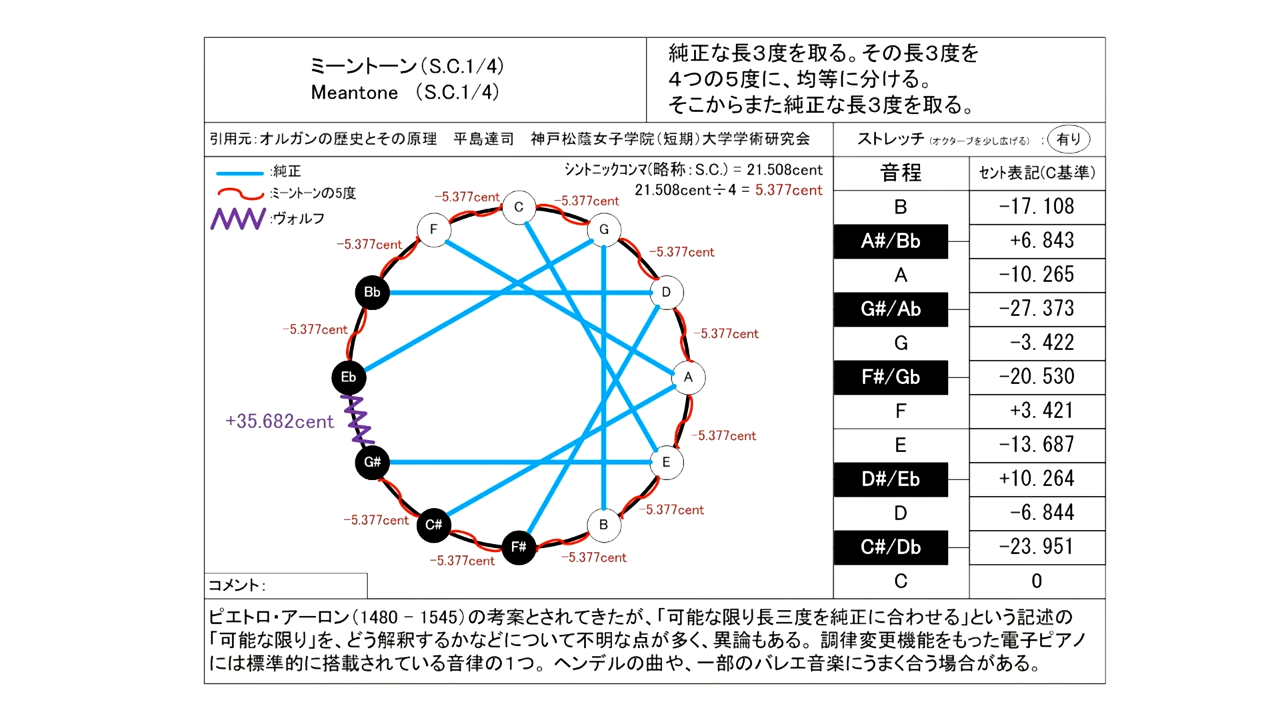 ミーントーン(S.C.1/4)
Meantone (S.C.1/4)
純正な長3度を取る。その長3度を
4つの5度に、均等に分ける。
そこからまた純正な長3度を取る。
引用元:オルガンの歴史とその原理 平島達司 神戸松蔭女子学院(短期)大学学術研究会
ストレッチ (オクターブを少し広げる) : 有り
:純正
:ミーントーンの5度
:ヴォルフ
シントニックコンマ(略称:S.C.) = 21.508cent
21.508cent÷4 = 5.377cent
C
G
D
A
E
B
F#
C#
G#
Eb
Bb
F
-5.377cent
-5.377cent
-5.377cent
-5.377cent
-5.377cent
-5.377cent
-5.377cent
-5.377cent
-5.377cent
+35.682cent
-5.377cent
-5.377cent
音程 セント表記(C基準)
B -17.108
A#/Bb +6.843
A -10.265
G#/Ab -27.373
G -3.422
F#/Gb -20.530
F +3.421
E -13.687
D#/Eb +10.264
D -6.844
C#/Db -23.951
C 0
コメント:
ピエトロ・アーロン(1480 - 1545)の考案とされてきたが、「可能な限り長三度を純正に合わせる」という記述の
「可能な限り」を、どう解釈するかなどについて不明な点が多く、異論もある。調律変更機能をもった電子ピアノ
には標準的に搭載されている音律の1つ。ヘンデルの曲や、一部のバレエ音楽にうまく合う場合がある。